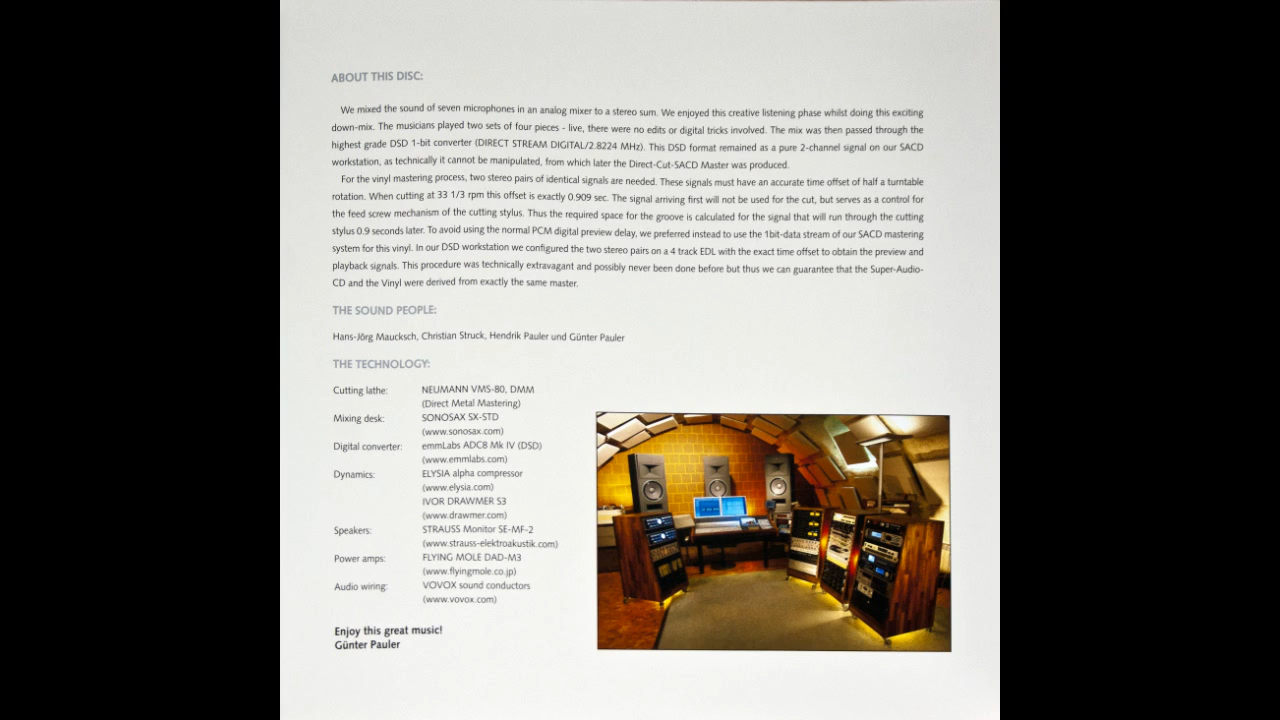 ABOUT THIS DISC:
We mixed the sound of seven microphones in an analog mixer to a stereo sum. We enjoyed this creative listening phase whilst doing this exciting
down-mix. The musicians played two sets of four pieces - live, there were no edits or digital tricks involved. The mix was then passed through the
highest grade DSD 1-bit converter (DIRECT STREAM DIGITAL/2.8224 MHz). This DSD format remained as a pure 2-channel signal on our SACD
workstation, as technically it cannot be manipulated, from which later the Direct-Cut-SACD Master was produced.
For the vinyl mastering process, two stereo pairs of identical signals are needed. These signals must have an accurate time offset of half a turntable
rotation. When cutting at 33 1/3 rpm this offset is exactly 0.909 sec. The signal arriving first will not be used for the cut, but serves as a control for
the feed screw mechanism of the cutting stylus. Thus the required space for the groove is calculated for the signal that will run through the cutting
stylus 0.9 seconds later. To avoid using the normal PCM digital preview delay, we preferred instead to use the 1bit-data stream of our SACD mastering
system for this vinyl. In our DSD workstation we configured the two stereo pairs on a 4 track EDL with the exact time offset to obtain the preview and
playback signals. This procedure was technically extravagant and possibly never been done before but thus we can guarantee that the Super-Audio-
CD and the Vinyl were derived from exactly the same master.
THE SOUND PEOPLE:
Hans-Jörg Maucksch, Christian Struck, Hendrik Pauler und Günter Pauler
THE TECHNOLOGY:
Cutting lathe: NEUMANN VMS-80, DMM
(Direct Metal Mastering)
Mixing desk: SONOSAX SX-STD
(www.sonosax.com)
Digital converter: emmLabs ADC8 Mk IV (DSD)
(www.emmlabs.com)
Dynamics: ELYSIA alpha compressor
(www.elysia.com)
IVOR DRAWMER S3
(www.drawmer.com)
Speakers: STRAUSS Monitor SE-MF-2
(www.strauss-elektroakustik.com)
Power amps: FLYING MOLE DAD-M3
(www.flyingmole.co.jp)
Audio wiring: VOVOX sound conductors
(www.vovox.com)
Enjoy this great music!
Günter Pauler